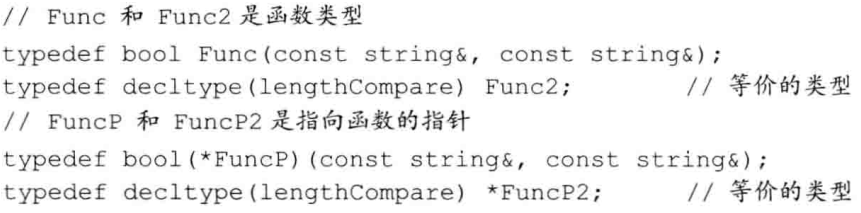 // Func 和 Func2 是函数类型
typedef bool Func(const string&, const string&);
typedef decltype(lengthCompare) Func2; // 等价的类型
// FuncP 和 FuncP2 是指向函数的指针
typedef bool(*FuncP)(const string&, const string&);
typedef decltype(lengthCompare) *FuncP2; // 等价的类型